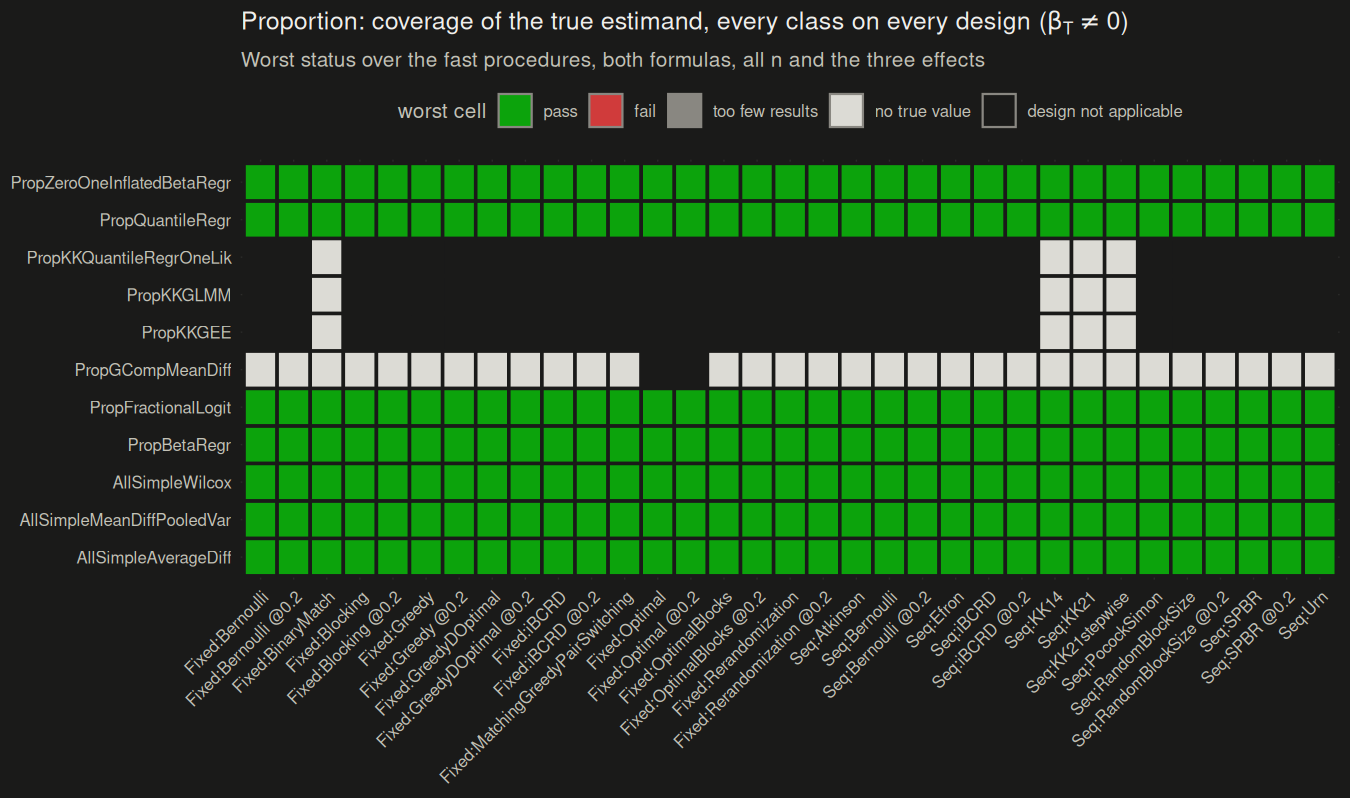 Proportion: coverage of the true estimand, every class on every design (βT ≠ 0)
Worst status over the fast procedures, both formulas, all n and the three effects
worst cell pass fail too few results no true value design not applicable
PropZeroOneInflatedBetaRegr
PropQuantileRegr
PropKKQuantileRegrOneLik
PropKKGLMM
PropKKGEE
PropGCompMeanDiff
PropFractionalLogit
PropBetaRegr
AllSimpleWilcox
AllSimpleMeanDiffPooledVar
AllSimpleAverageDiff
Fixed:Bernoulli
Fixed:Bernoulli @0.2
Fixed:BinaryMatch
Fixed:Blocking
Fixed:Blocking @0.2
Fixed:Greedy
Fixed:Greedy @0.2
Fixed:GreedyDOptimal
Fixed:GreedyDOptimal @0.2
Fixed:iBCRD
Fixed:iBCRD @0.2
Fixed:MatchingGreedyPairSwitching
Fixed:Optimal
Fixed:Optimal @0.2
Fixed:OptimalBlocks
Fixed:OptimalBlocks @0.2
Fixed:Rerandomization
Fixed:Rerandomization @0.2
Seq:Atkinson
Seq:Bernoulli
Seq:Bernoulli @0.2
Seq:Efron
Seq:iBCRD
Seq:iBCRD @0.2
Seq:KK14
Seq:KK21
Seq:KK21stepwise
Seq:PocockSimon
Seq:RandomBlockSize
Seq:RandomBlockSize @0.2
Seq:SPBR
Seq:SPBR @0.2
Seq:Urn